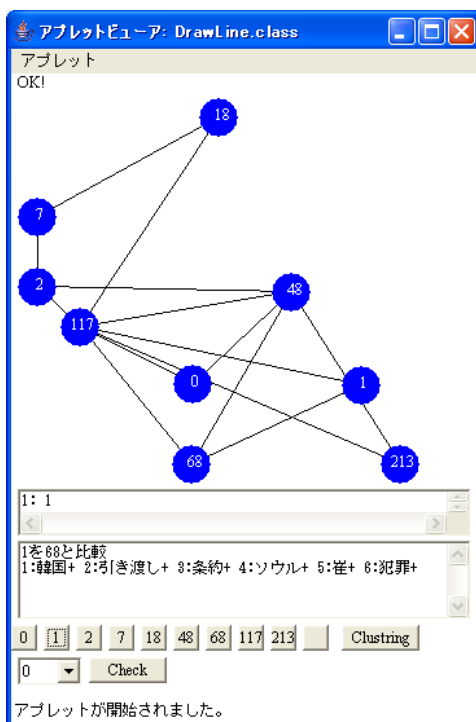 アプレットビューア: DrawLine.class
アプレット
OK!
18
7
2
48
117
0
1
68
213
1: 1
1を68と比較
1:韓国+ 2:引き渡し+ 3:条約+ 4:ソウル+ 5:崔+ 6:犯罪+
0 1 2 7 18 48 68 117 213 Clustring
0 Check
アプレットが開始されました。